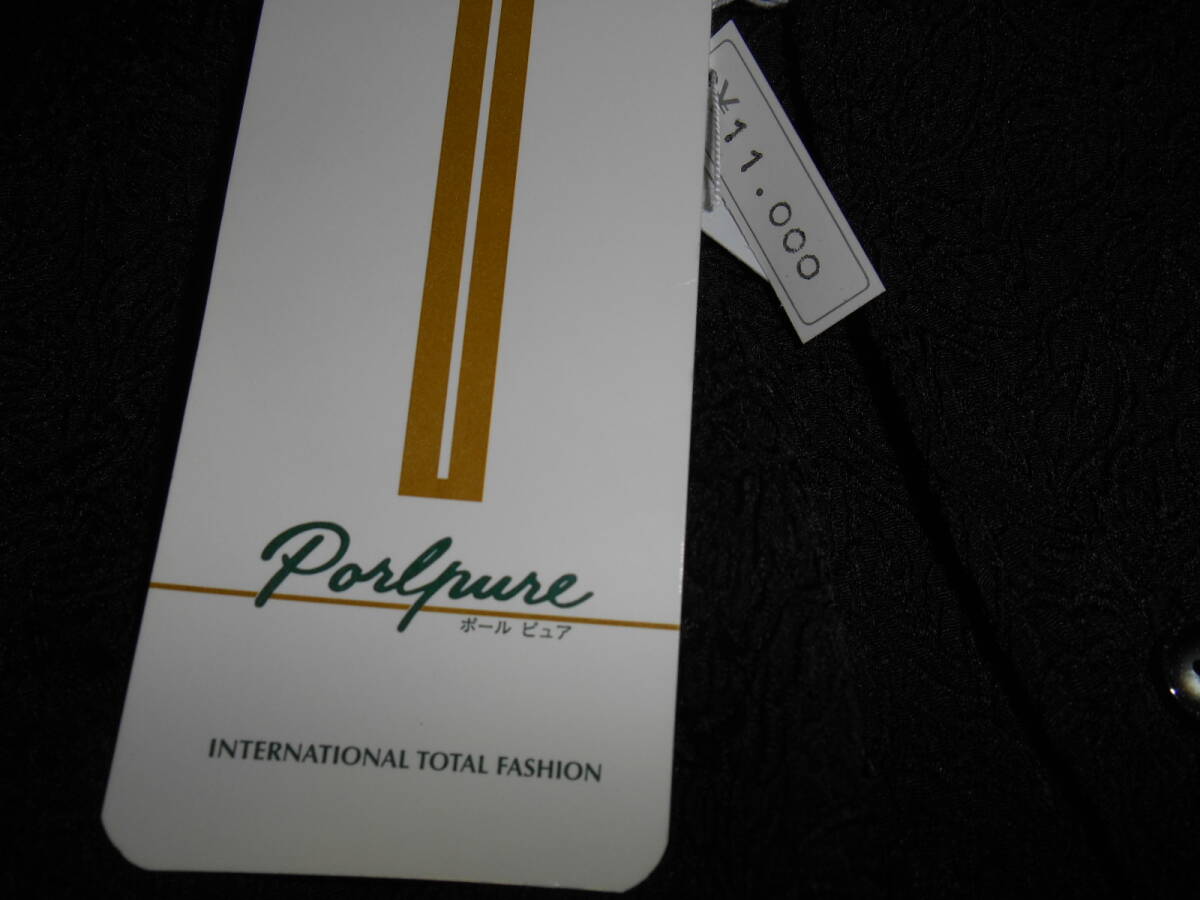 ¥11.000
Porlpure
ポール ピュア
INTERNATIONAL TOTAL FASHION